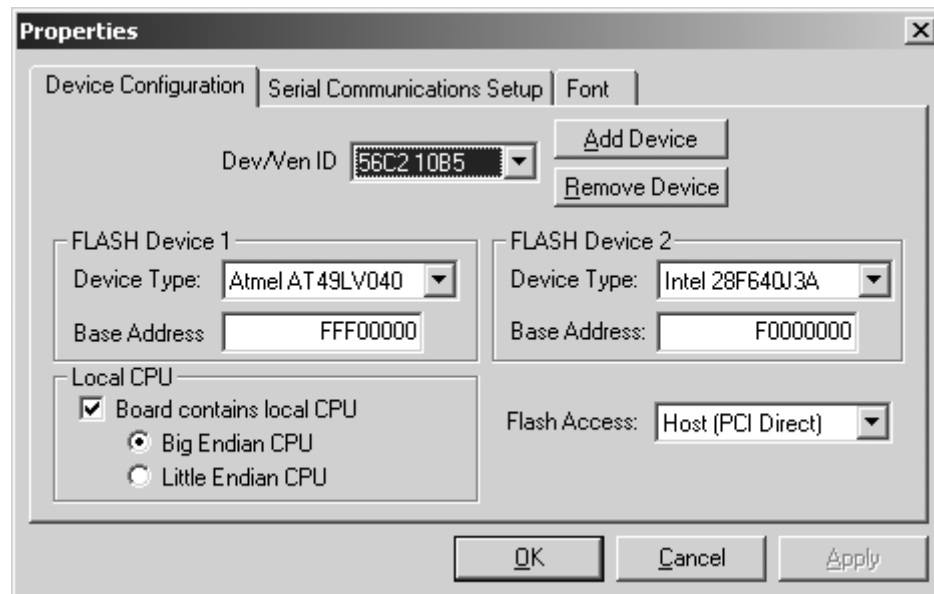 Properties
Device Configuration Serial Communications Setup Font
Dev/Ven ID 56C2 10B5
Add Device
Remove Device
FLASH Device 1
Device Type: Atmel AT49LV040
Base Address FFF00000
FLASH Device 2
Device Type: Intel 28F640J3A
Base Address: F0000000
Local CPU
Board contains local CPU
Big Endian CPU
Little Endian CPU
Flash Access: Host (PCI Direct)
OK Cancel Apply